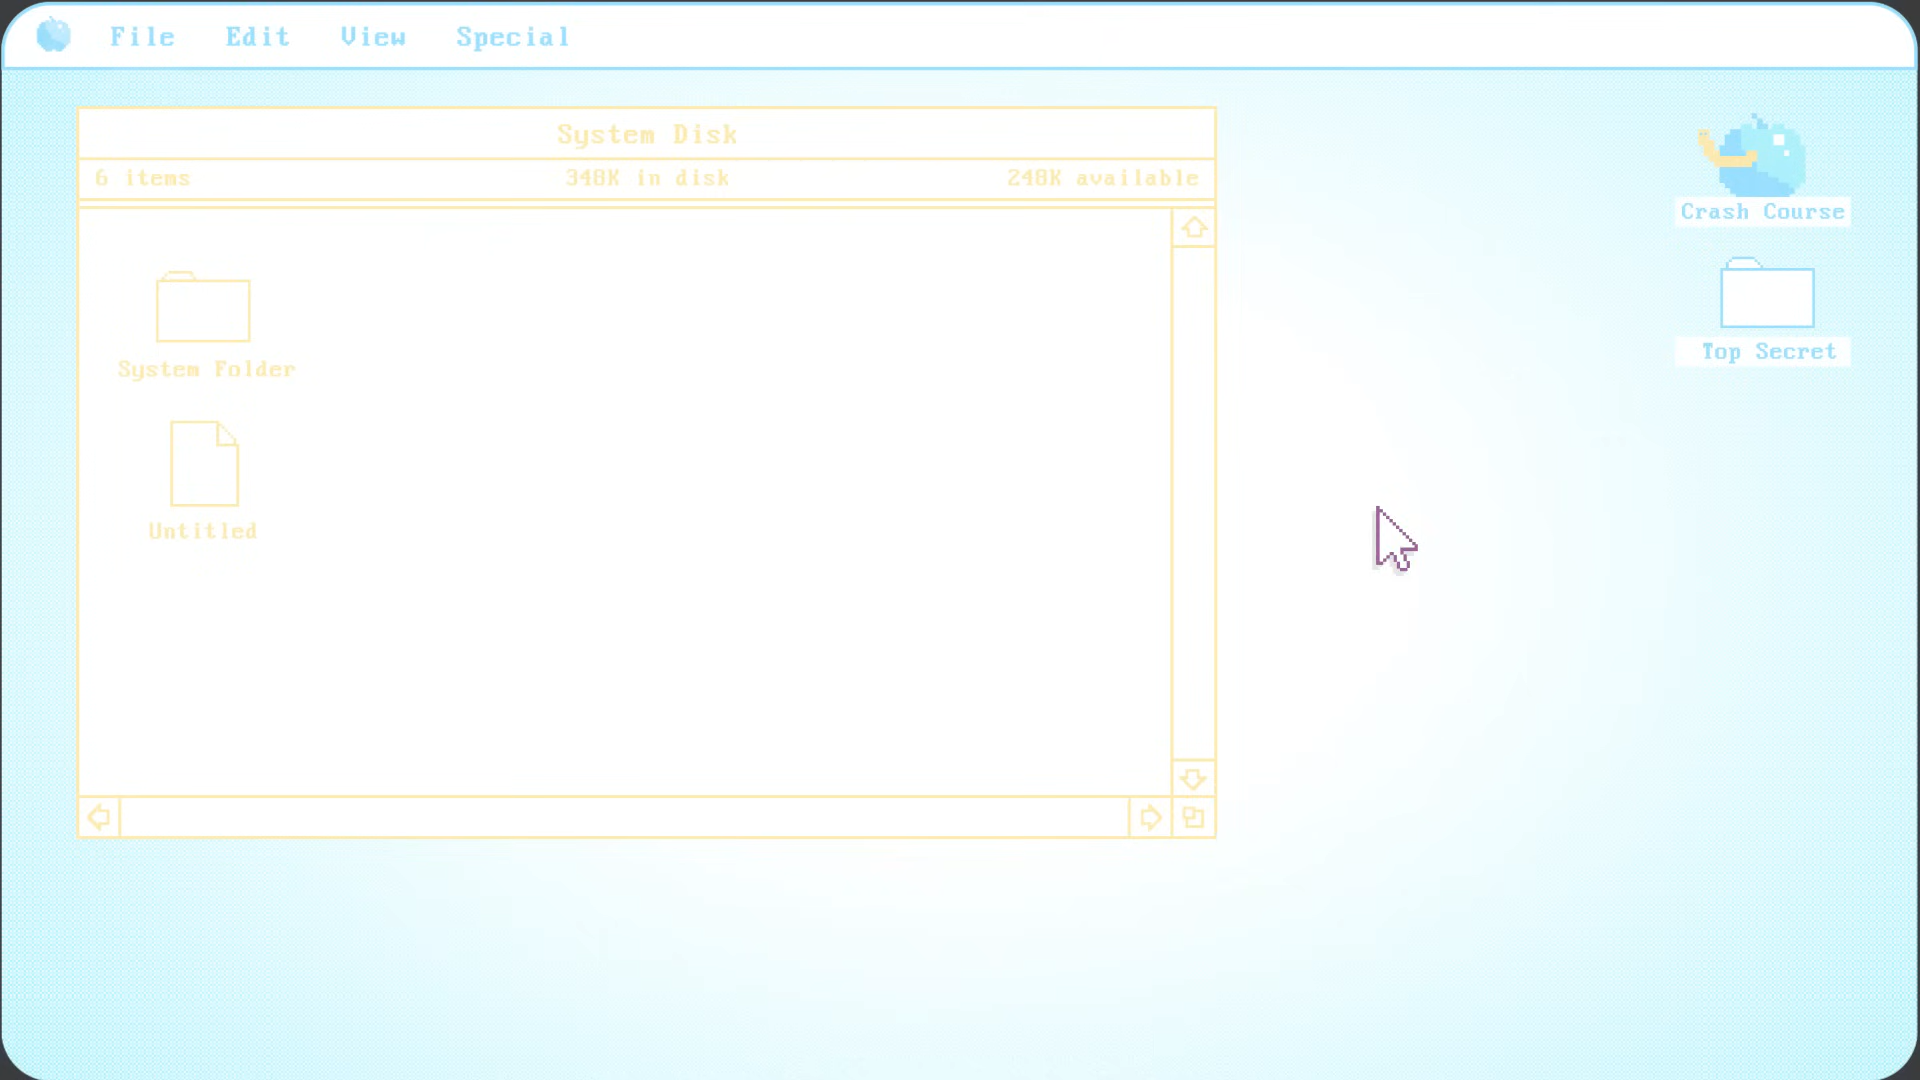 File Edit View Special
System Disk
6 items 348K in disk 248K available
System Folder
Untitled
Crash Course
Top Secret